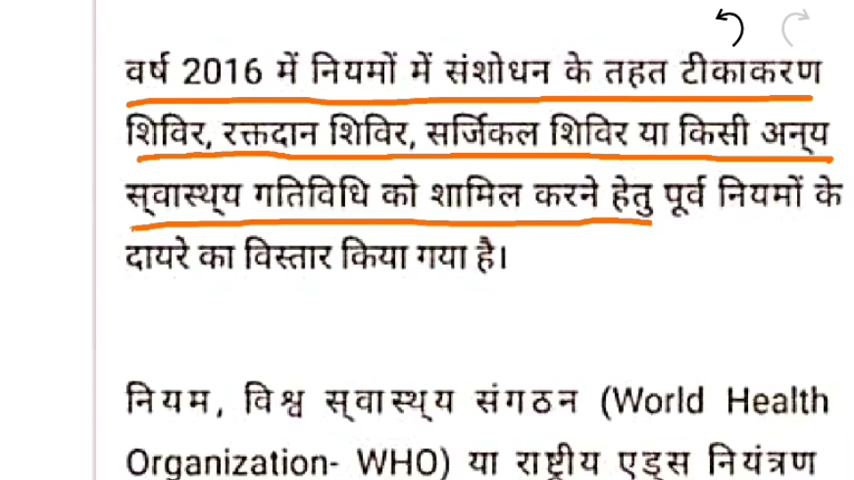 वर्ष 2016 में नियमों में संशोधन के तहत टीकाकरण
शिविर, रक्तदान शिविर, सर्जिकल शिविर या किसी अन्य
स्वास्थ्य गतिविधि को शामिल करने हेतु पूर्व नियमों के
दायरे का विस्तार किया गया है।
नियम, विश्व स्वास्थ्य संगठन (World Health
Organization- WHO) या राष्ट्रीय एड्स नियंत्रण